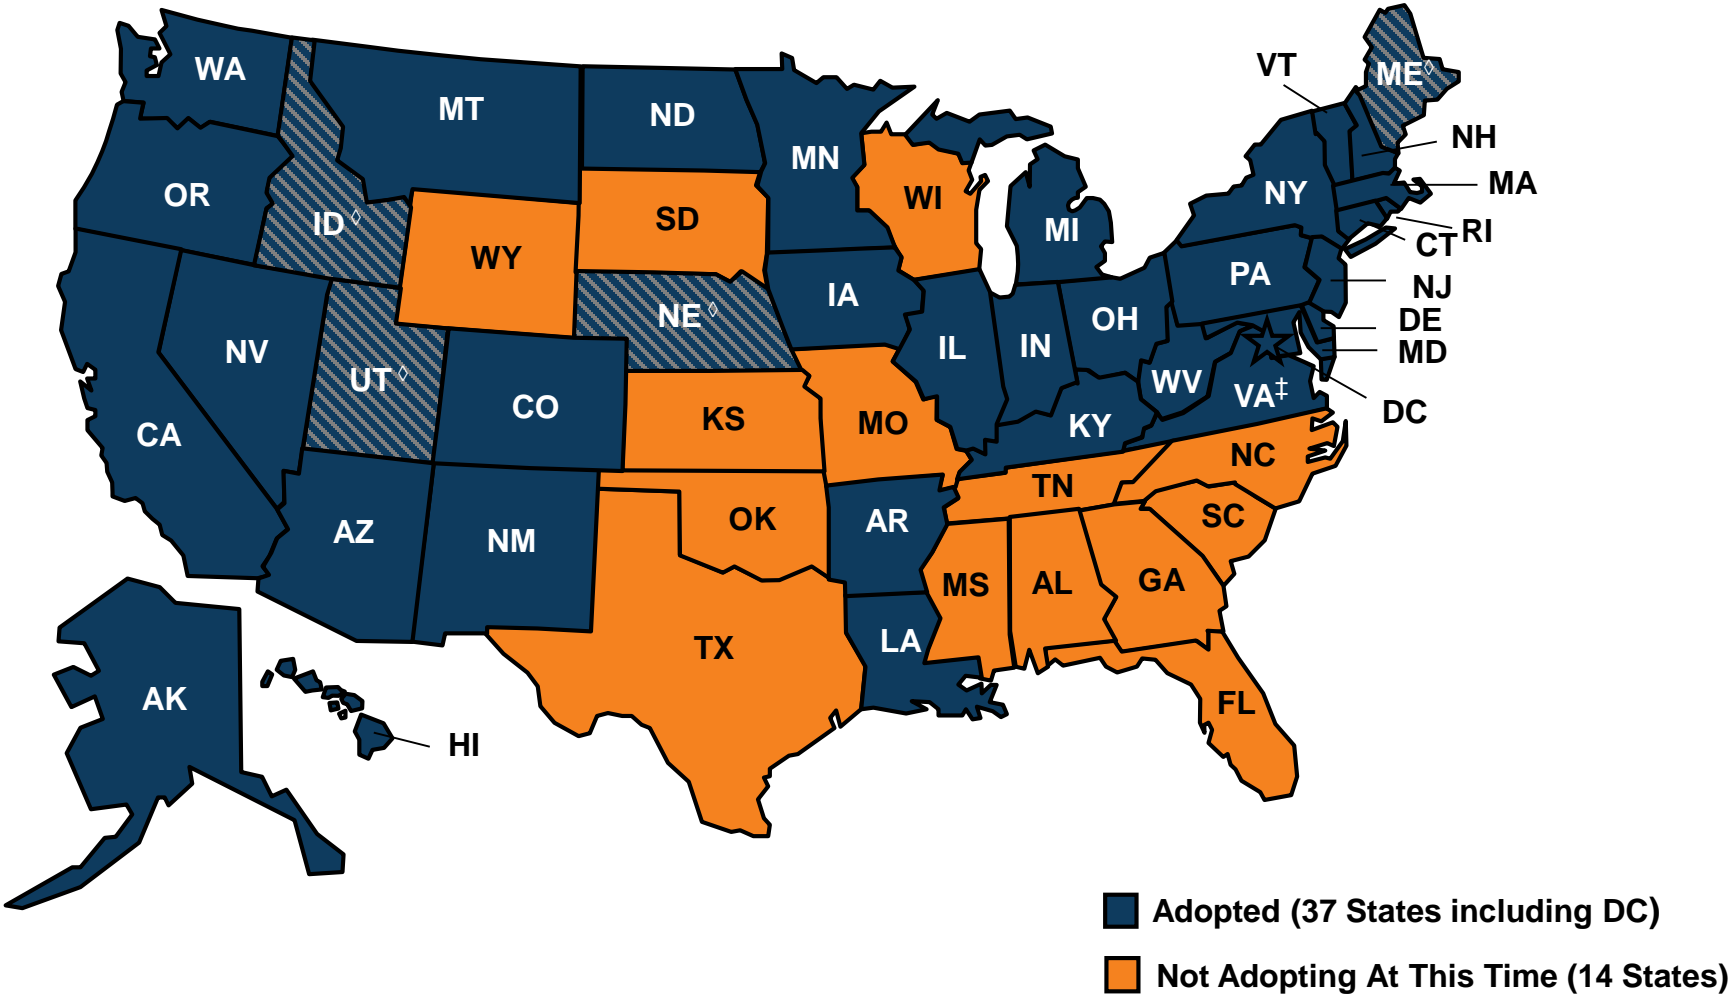 WA
MT
ND
MN
VT
ME◊
NH
OR
ID◊
WY
SD
WI
MI
NY
MA
RI
CT
NV
UT◊
CO
NE◊
IA
IL
IN
OH
PA
NJ
DE
MD
CA
KS
MO
KY
WV
VA‡
DC
AZ
NM
OK
AR
TN
NC
SC
MS
AL
GA
TX
LA
FL
AK
HI
Adopted (37 States including DC)
Not Adopting At This Time (14 States)